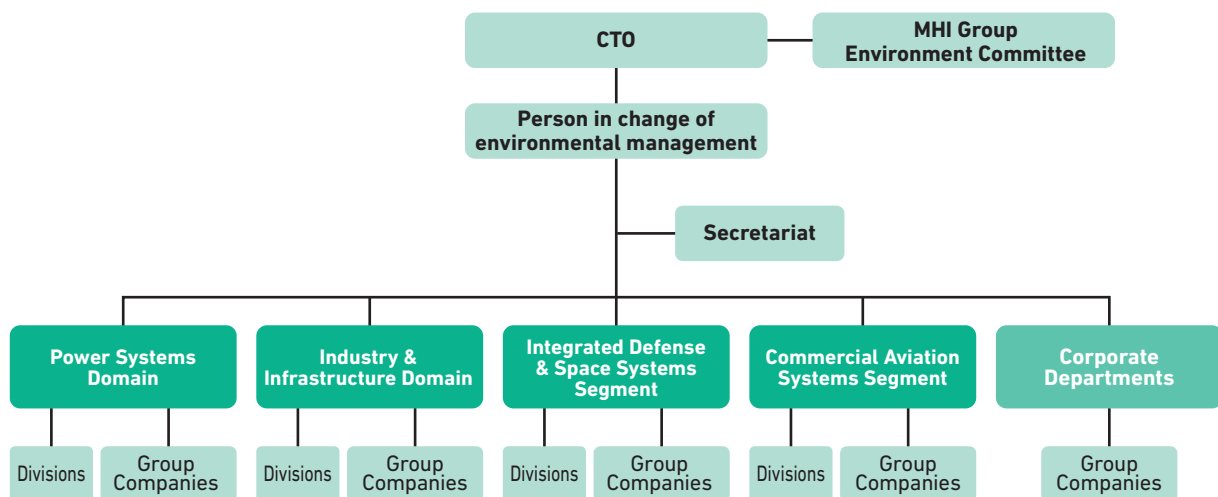 CTO
MHI Group
Environment Committee
Person in change of
environmental management
Secretariat
Power Systems
Domain
Industry &
Infrastructure Domain
Integrated Defense
& Space Systems
Segment
Commercial Aviation
Systems Segment
Corporate
Departments
Divisions
Group
Companies
Divisions
Group
Companies
Divisions
Group
Companies
Divisions
Group
Companies
Group
Companies